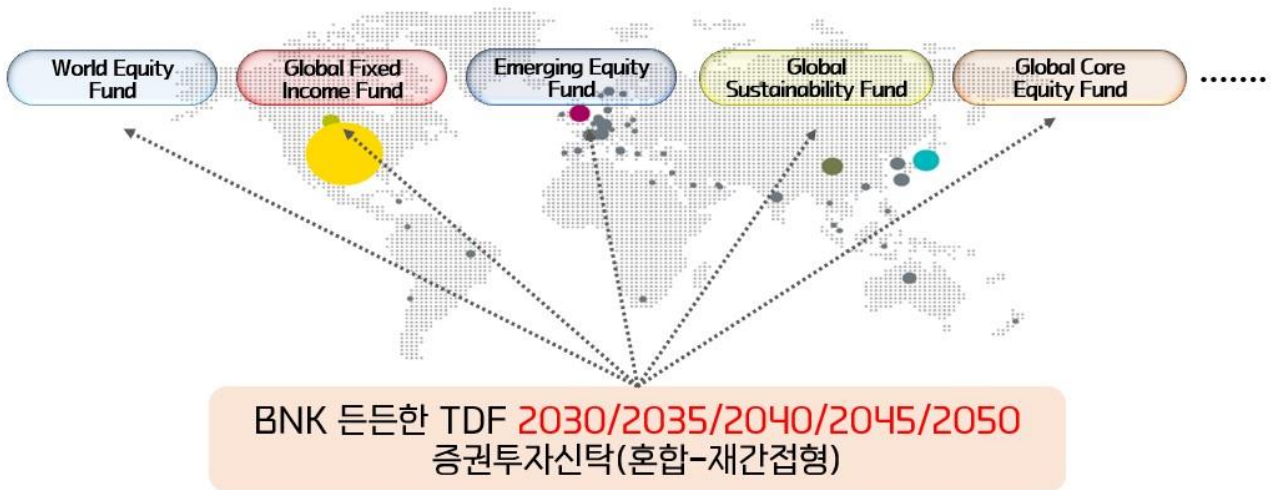 World Equity
Fund
Global Fixed
Income Fund
Emerging Equity
Fund
Global
Sustainability Fund
Global Core
Equity Fund
.......
BNK 든든한 TDF 2030/2035/2040/2045/2050
증권투자신탁(혼합-재간접형)